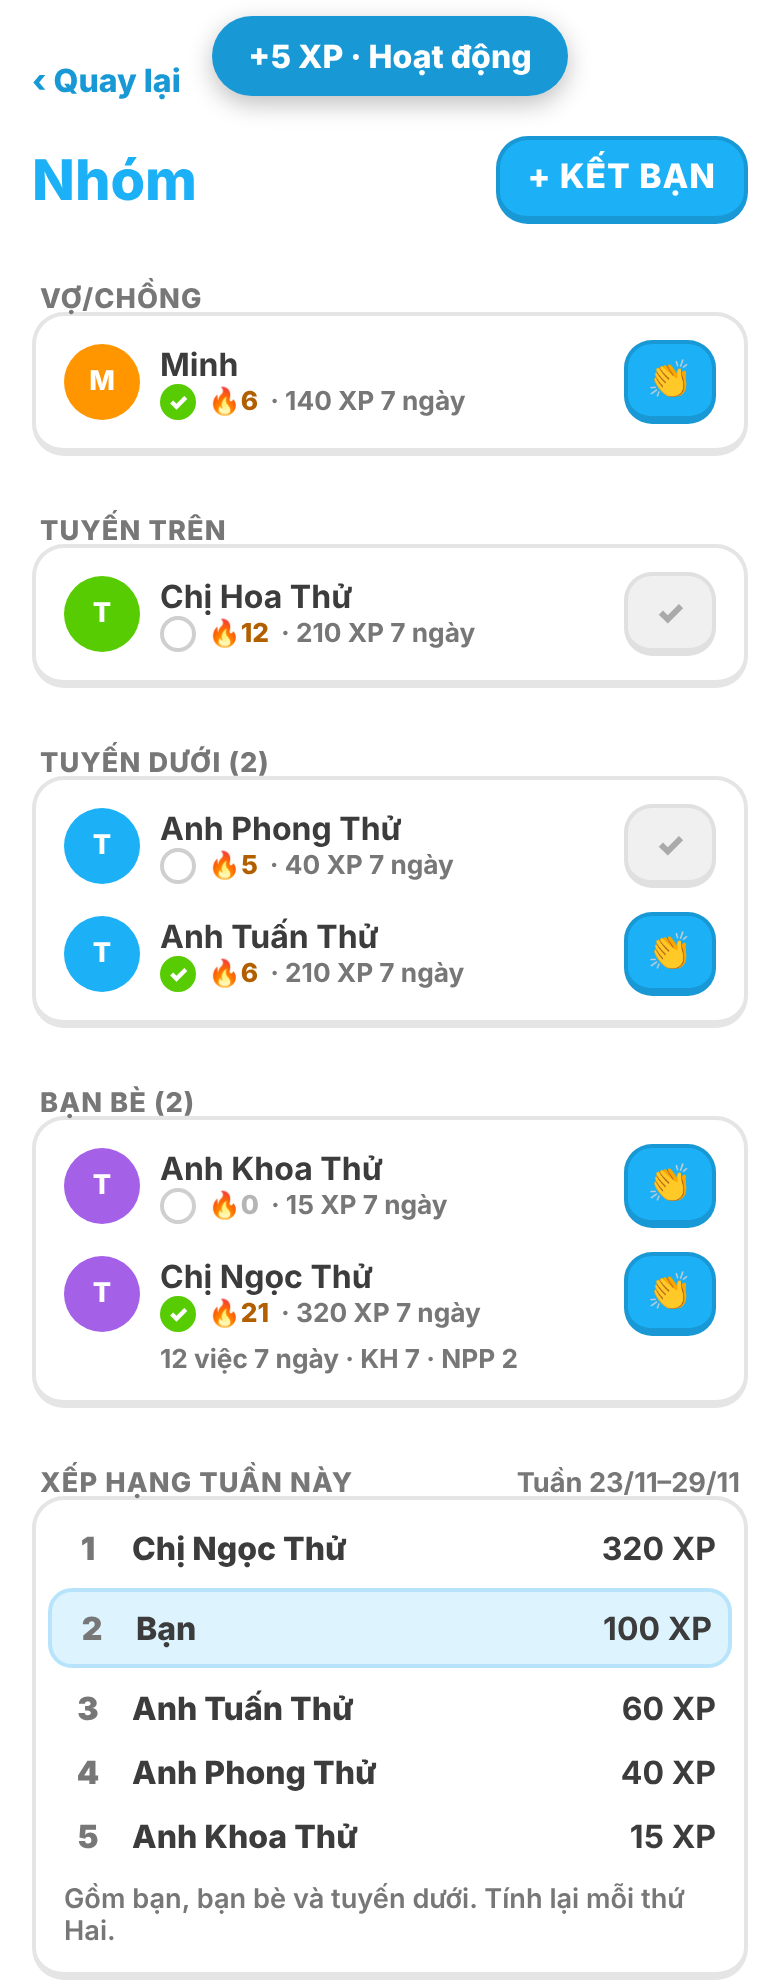 +5 XP · Hoạt động
‹ Quay lại
Nhóm
+ KẾT BẠN
VỢ/CHỒNG
M
Minh
🔥6 · 140 XP 7 ngày
👏
TUYẾN TRÊN
T
Chị Hoa Thử
🔥12 · 210 XP 7 ngày
TUYẾN DƯỚI (2)
T
Anh Phong Thử
🔥5 · 40 XP 7 ngày
T
Anh Tuấn Thử
🔥6 · 210 XP 7 ngày
👏
BẠN BÈ (2)
T
Anh Khoa Thử
🔥0 · 15 XP 7 ngày
👏
T
Chị Ngọc Thử
🔥21 · 320 XP 7 ngày
👏
12 việc 7 ngày · KH 7 · NPP 2
XẾP HẠNG TUẦN NÀY Tuần 23/11–29/11
1 Chị Ngọc Thử 320 XP
2 Bạn 100 XP
3 Anh Tuấn Thử 60 XP
4 Anh Phong Thử 40 XP
5 Anh Khoa Thử 15 XP
Gồm bạn, bạn bè và tuyến dưới. Tính lại mỗi thứ
Hai.